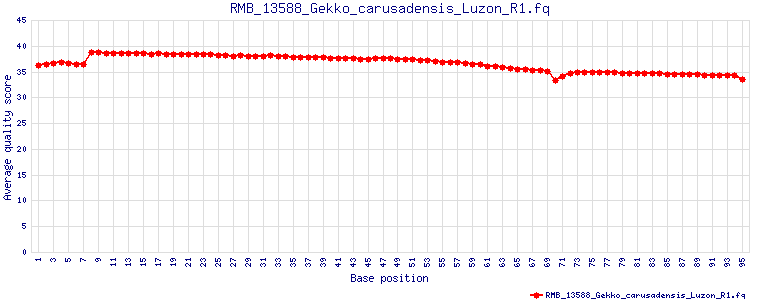 RMB_13588_Gekko_carusadensis_Luzon_R1.fq
Average quality score
45
40
35
30
25
20
15
10
5
0
1 3 5 7 9 11 13 15 17 19 21 23 25 27 29 31 33 35 37 39 41 43 45 47 49 51 53 55 57 59 61 63 65 67 69 71 73 75 77 79 81 83 85 87 89 91 93 95
Base position
RMB_13588_Gekko_carusadensis_Luzon_R1.fq